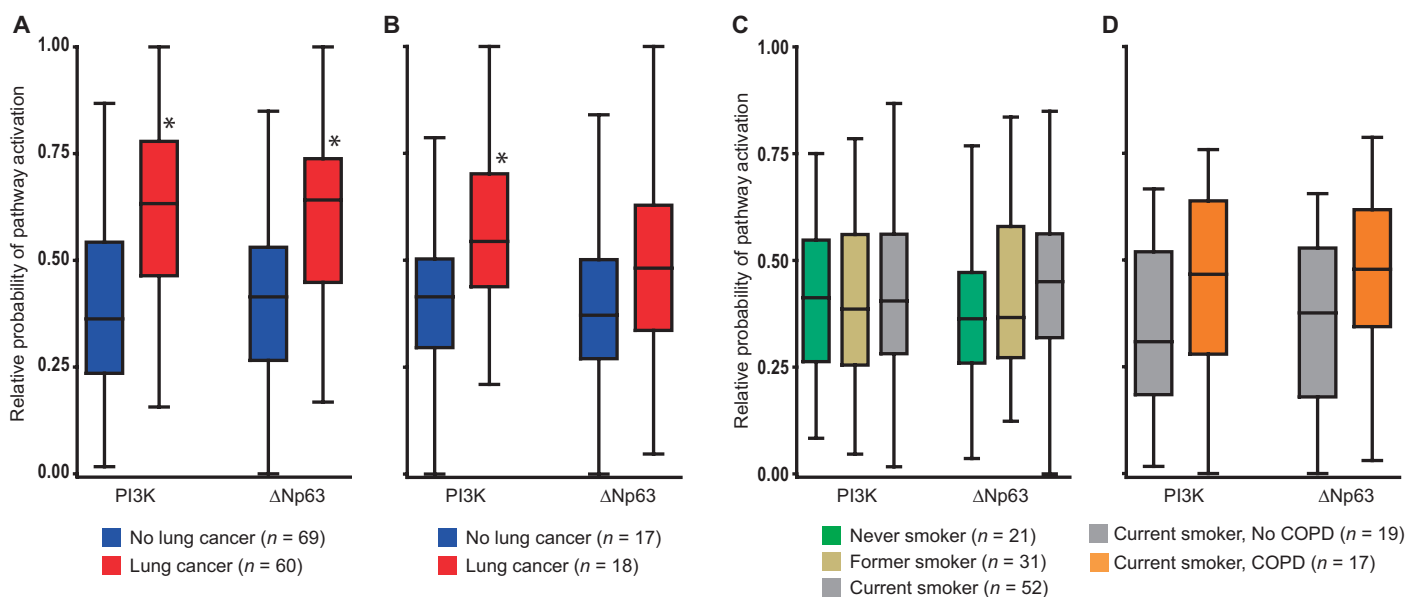 A
B
C
D
Relative probability of pathway activation
1.00
0.75
0.50
0.25
0.00
*
*
*
PI3K
ΔNp63
PI3K
ΔNp63
No lung cancer (n = 69)
Lung cancer (n = 60)
No lung cancer (n = 17)
Lung cancer (n = 18)
Relative probability of pathway activation
1.00
0.75
0.50
0.25
0.00
PI3K
ΔNp63
PI3K
ΔNp63
Never smoker (n = 21)
Former smoker (n = 31)
Current smoker (n = 52)
Current smoker, No COPD (n = 19)
Current smoker, COPD (n = 17)